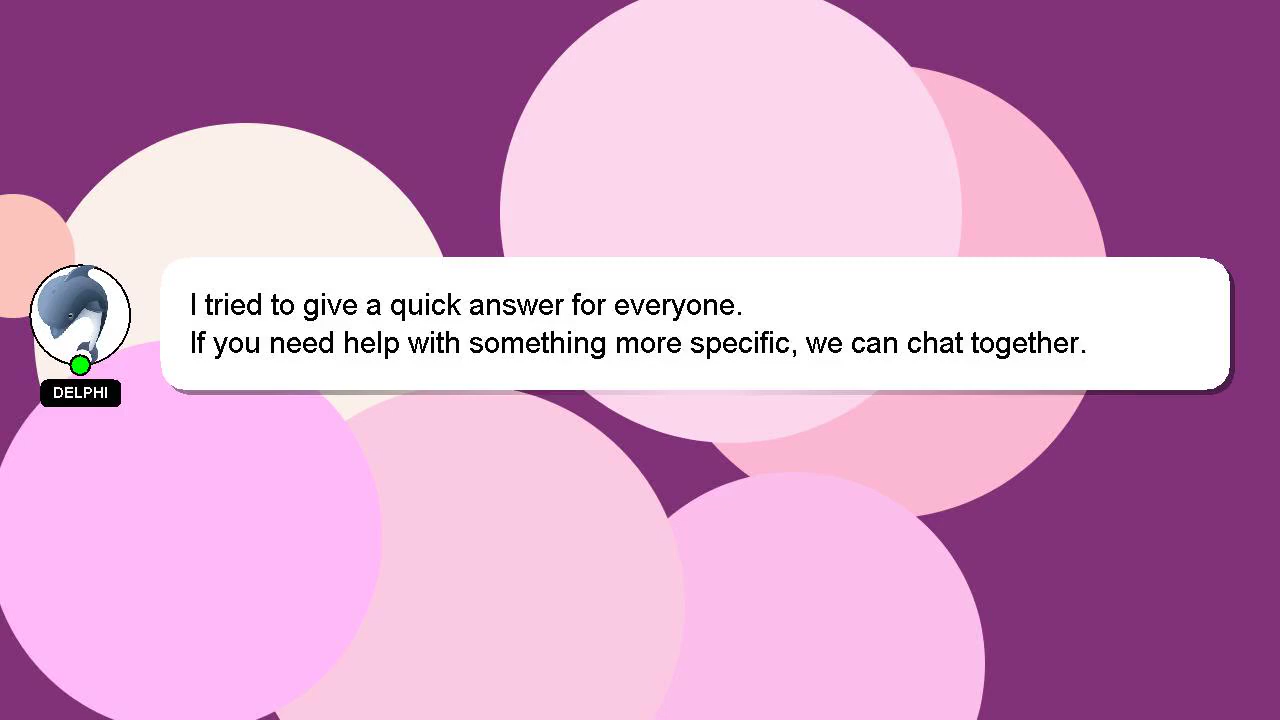 I tried to give a quick answer for everyone.
If you need help with something more specific, we can chat together.
DELPHI